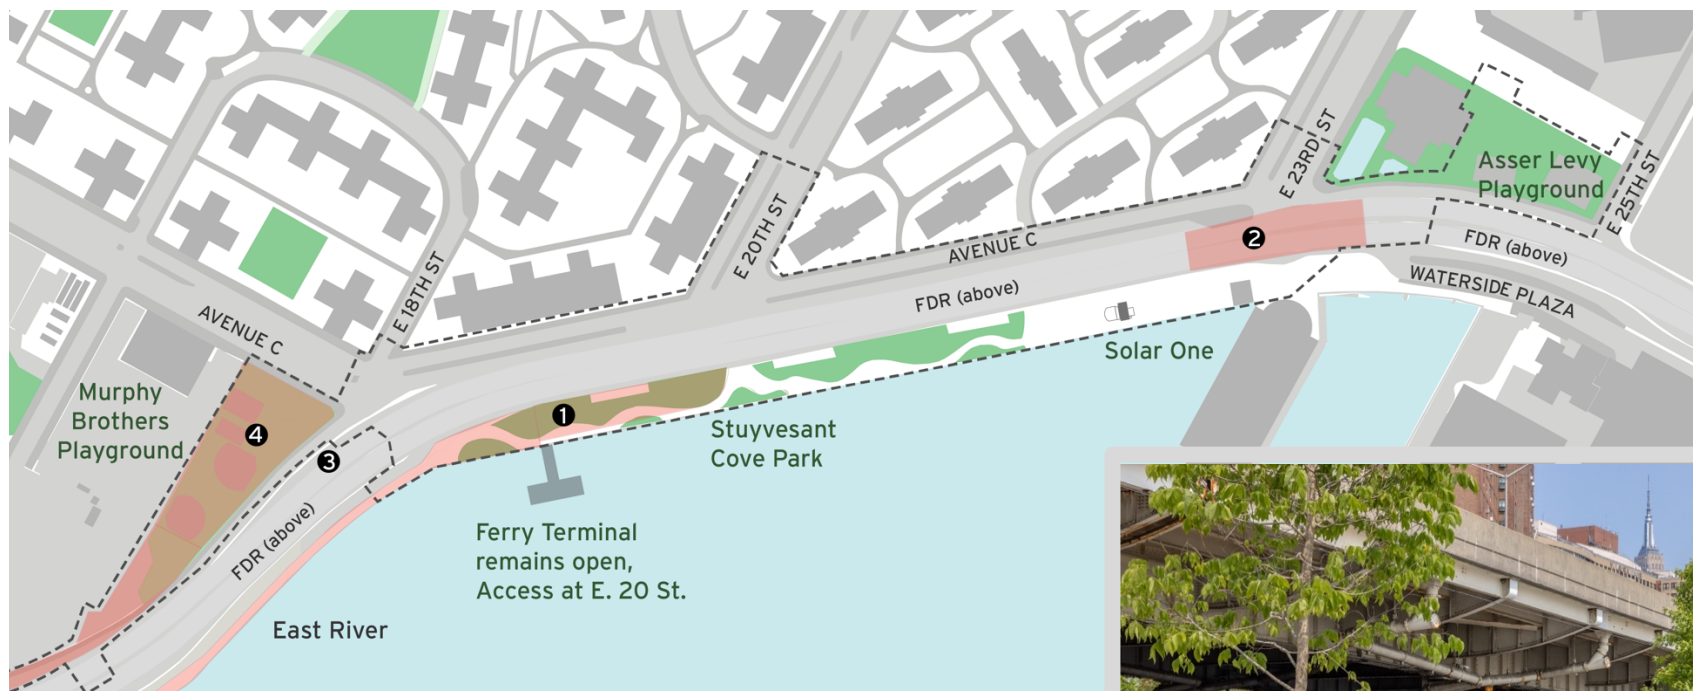 E 23RD ST
Asser Levy
Playground
E 25TH ST
E 20TH ST
AVENUE C
2
FDR (above)
WATERSIDE PLAZA
FDR (above)
E 18TH ST
AVENUE C
Solar One
Murphy
Brothers
Playground
4
1
3
Stuyvesant
Cove Park
FDR (above)
Ferry Terminal
remains open,
Access at E. 20 St.
East River